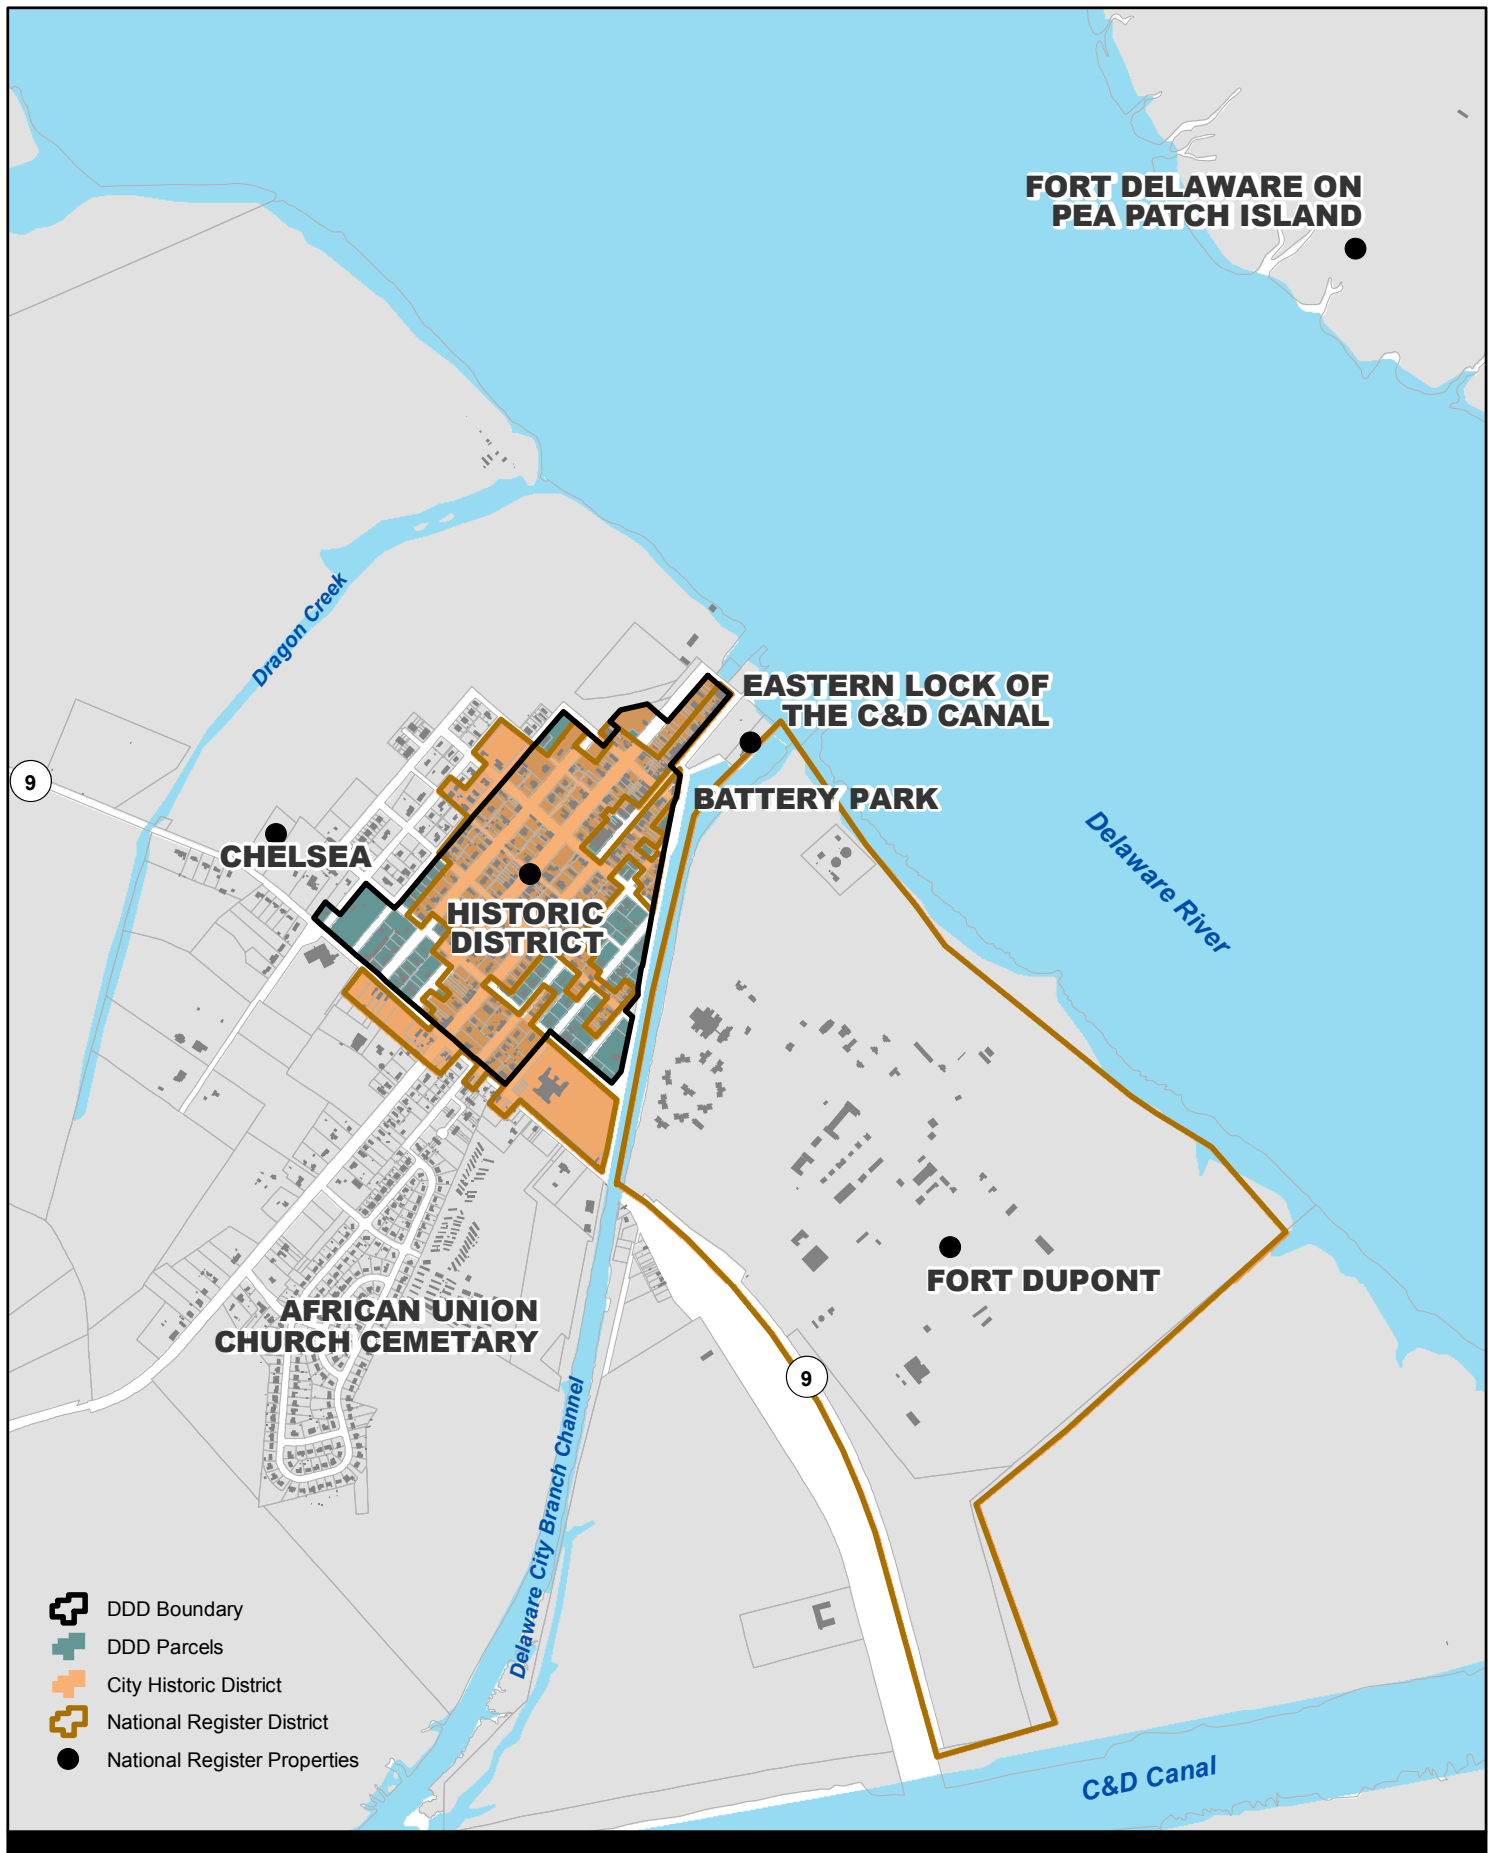 FORT DELAWARE ON
PEA PATCH ISLAND
Dragon Creek
EASTERN LOCK OF
THE C&D CANAL
9
BATTERY PARK
CHELSEA
Delaware River
HISTORIC
DISTRICT
FORT DUPONT
AFRICAN UNION
CHURCH CEMETARY
9
Delaware City Branch Channel
DDD Boundary
DDD Parcels
City Historic District
National Register District
National Register Properties
C&D Canal